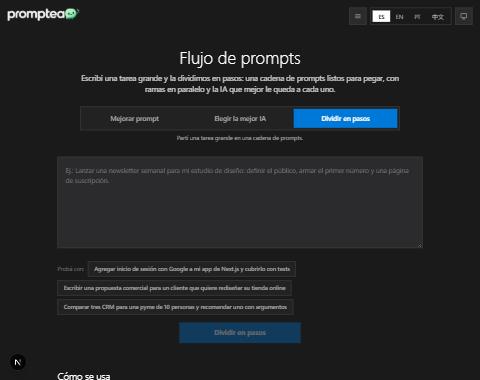 promptea
ES EN PT 中文
Flujo de prompts
Escribí una tarea grande y la dividimos en pasos: una cadena de prompts listos para pegar, con
ramas en paralelo y la IA que mejor le queda a cada uno.
Mejorar prompt Elegir la mejor IA Dividir en pasos
Partí una tarea grande en una cadena de prompts.
Ej.: Lanzar una newsletter semanal para mi estudio de diseño: definir el público, armar el primer número y una página
de suscripción.
Probá con: Agregar inicio de sesión con Google a mi app de Next.js y cubrirlo con tests
Escribir una propuesta comercial para un cliente que quiere rediseñar su tienda online
Comparar tres CRM para una pyme de 10 personas y recomendar uno con argumentos
Dividir en pasos
N
Cómo se usa